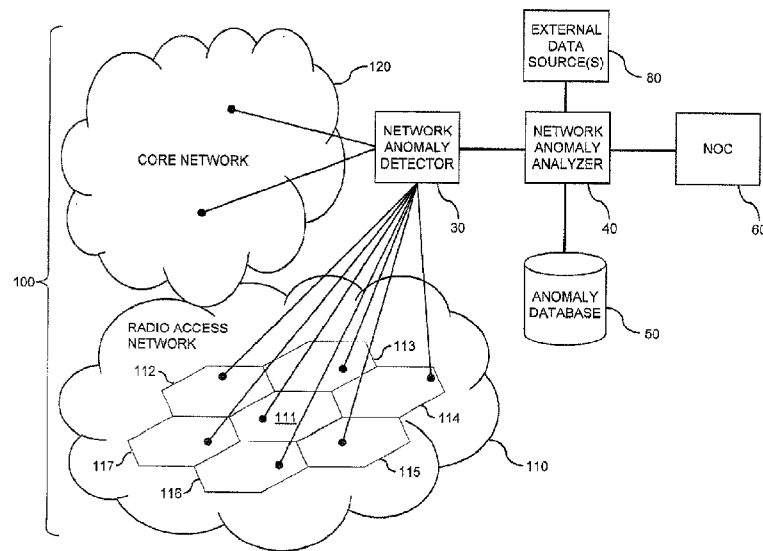 EXTERNAL
DATA
SOURCE(S)
80
120
CORE NETWORK
NETWORK
ANOMALY
DETECTOR
30
NETWORK
ANOMALY
ANALYZER
40
NOC
60
100
ANOMALY
DATABASE
50
RADIO ACCESS
NETWORK
113
112
111
114
117
116
115
110